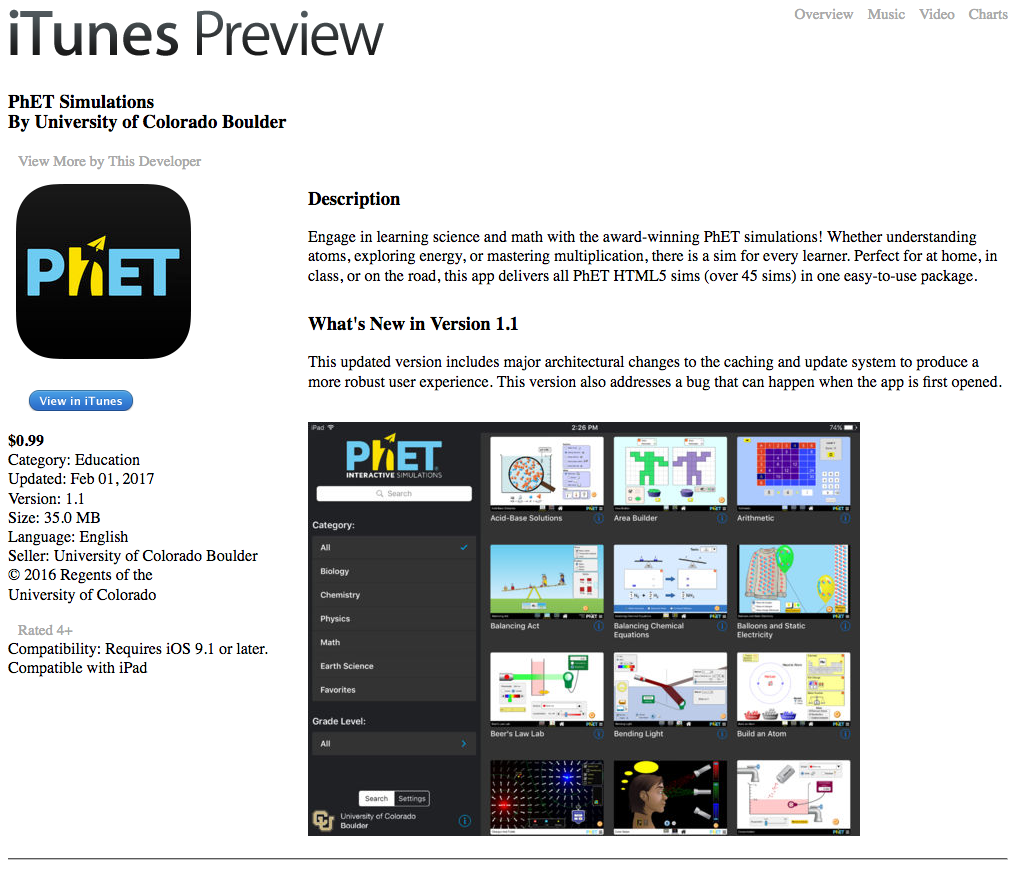 iTunes Preview
Overview Music Video Charts
PhET Simulations
By University of Colorado Boulder
View More by This Developer
PhET
View in iTunes
$0.99
Category: Education
Updated: Feb 01, 2017
Version: 1.1
Size: 35.0 MB
Language: English
Seller: University of Colorado Boulder
© 2016 Regents of the
University of Colorado
Rated 4+
Compatibility: Requires iOS 9.1 or later.
Compatible with iPad
Description
Engage in learning science and math with the award-winning PhET simulations! Whether understanding
atoms, exploring energy, or mastering multiplication, there is a sim for every learner. Perfect for at home, in
class, or on the road, this app delivers all PhET HTML5 sims (over 45 sims) in one easy-to-use package.
What's New in Version 1.1
This updated version includes major architectural changes to the caching and update system to produce a
more robust user experience. This version also addresses a bug that can happen when the app is first opened.
iPad 2:26 PM 74%
PhET
INTERACTIVE SIMULATIONS
Search
Category:
All
Biology
Chemistry
Physics
Math
Earth Science
Favorites
Grade Level:
All
Search Settings
University of Colorado
Boulder
Acid-Base Solutions
Area Builder
Arithmetic
Balancing Act
Balancing Chemical
Equations
Balloons and Static
Electricity
Beer's Law Lab
Bending Light
Build an Atom